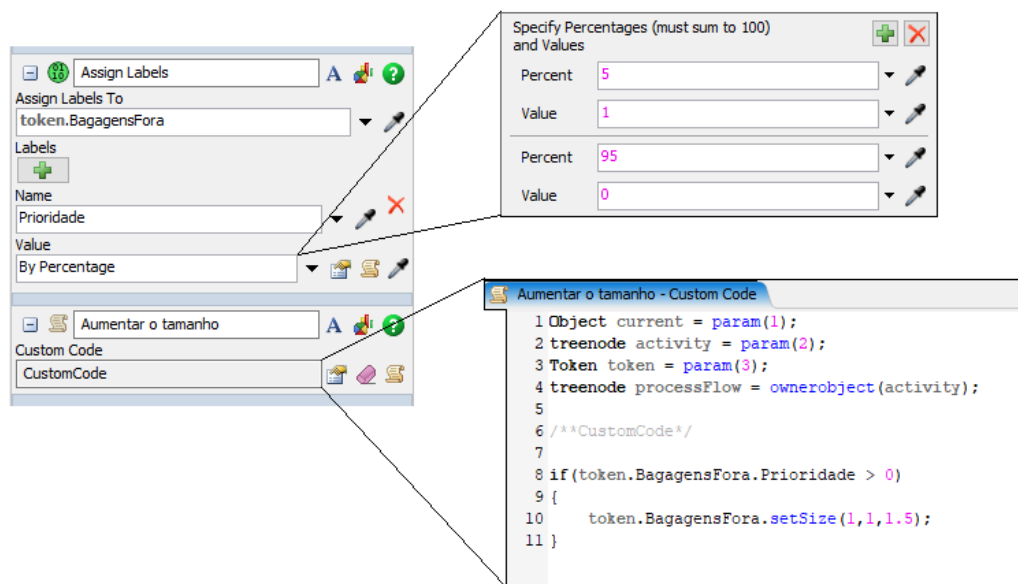 Assign Labels
Assign Labels To
token.BagagensFora
Labels
Name
Prioridade
Value
By Percentage
Aumentar o tamanho
Custom Code
CustomCode
Specify Percentages (must sum to 100)
and Values
Percent 5
Value 1
Percent 95
Value 0
Aumentar o tamanho - Custom Code
1 Object current = param(1);
2 treenode activity = param(2);
3 Token token = param(3);
4 treenode processFlow = ownerobject(activity);
5
6 /**CustomCode*/
7
8 if(token.BagagensFora.Prioridade > 0)
9 {
10 token.BagagensFora.setSize(1,1,1.5);
11 }